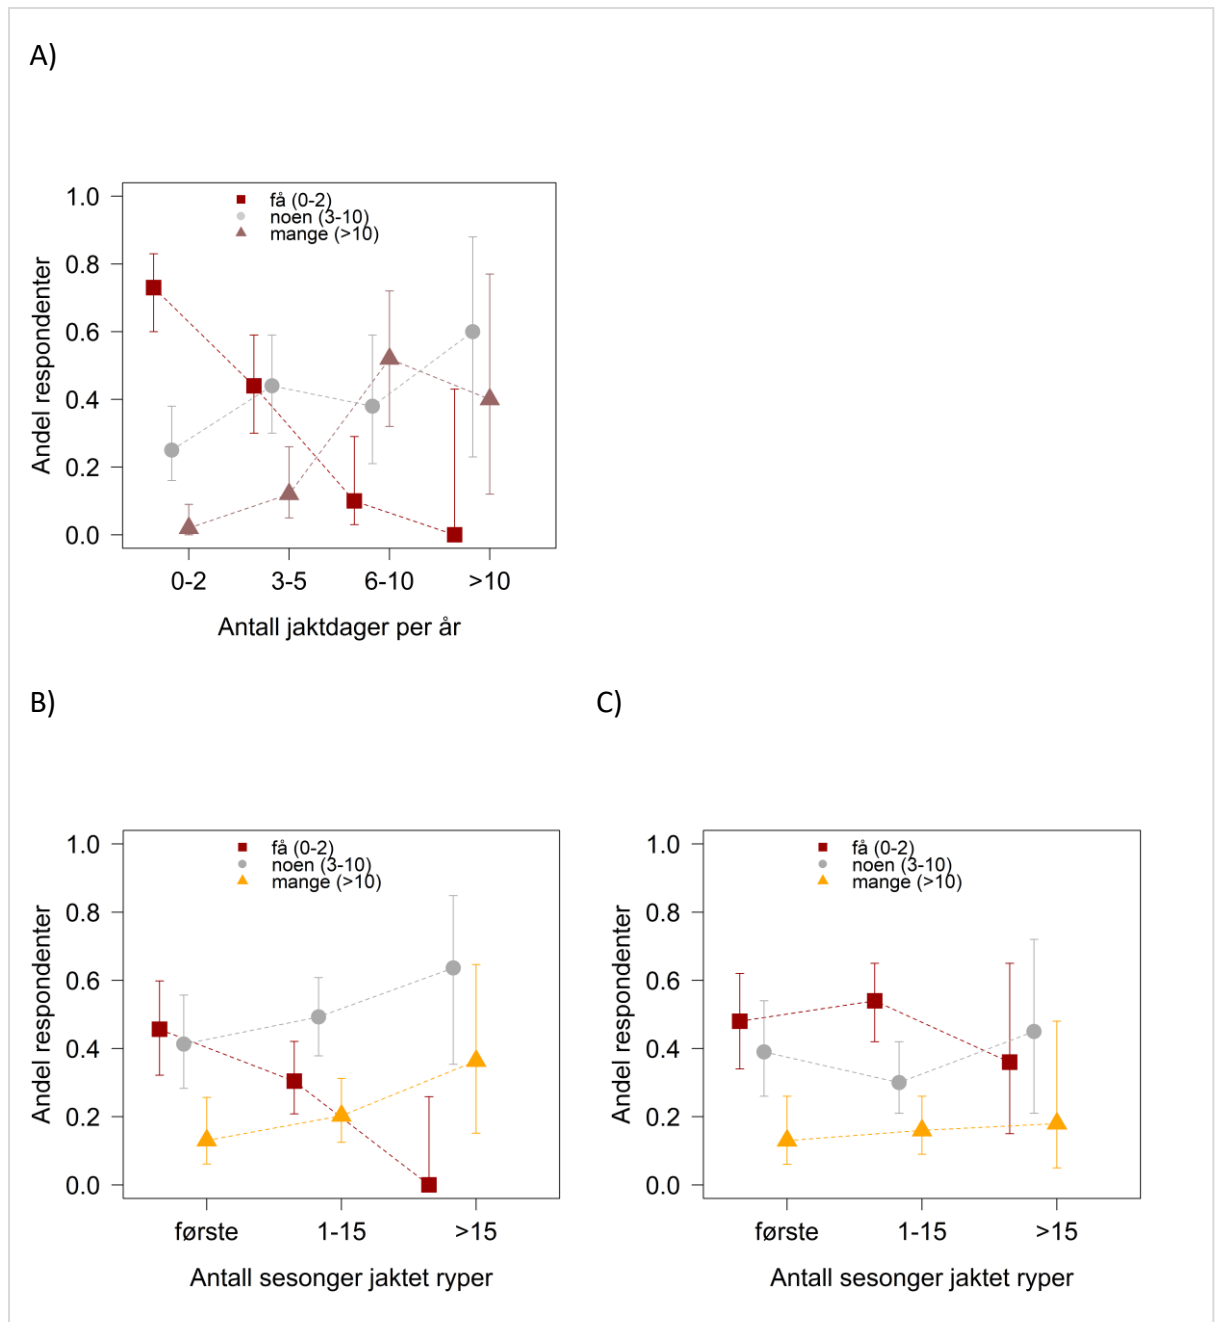 A)
få (0-2)
noen (3-10)
mange (>10)
1.0
0.8
0.6
0.4
0.2
0.0
Andel respondenter
0-2 3-5 6-10 >10
Antall jaktdager per år
B)
få (0-2)
noen (3-10)
mange (>10)
1.0
0.8
0.6
0.4
0.2
0.0
Andel respondenter
første 1-15 >15
Antall sesonger jaktet ryper
C)
få (0-2)
noen (3-10)
mange (>10)
1.0
0.8
0.6
0.4
0.2
0.0
Andel respondenter
første 1-15 >15
Antall sesonger jaktet ryper